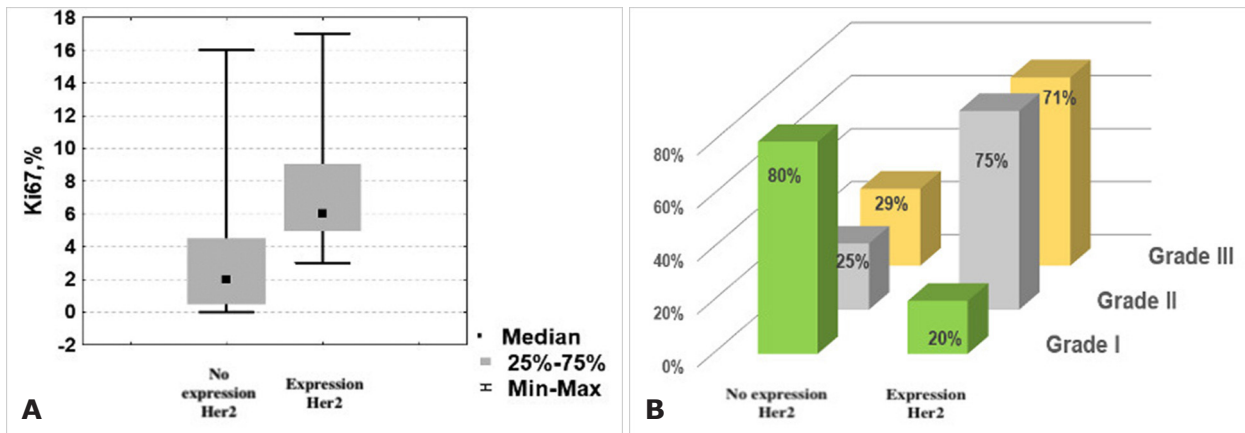 18
16
14
12
10
8
6
4
2
0
-2
Ki67,%
No
expression
Her2
Expression
Her2
Median
25%-75%
Min-Max
A
80%
60%
40%
20%
0%
80%
25%
29%
20%
75%
71%
Grade III
Grade II
Grade I
No expression
Her2
Expression
Her2
B